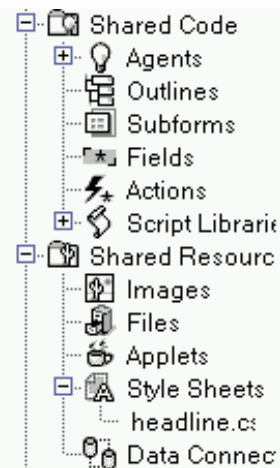 Shared Code
Agents
Outlines
Subforms
Fields
Actions
Script Librarie
Shared Resourc
Images
Files
Applets
Style Sheets
headline.cs
Data Connec